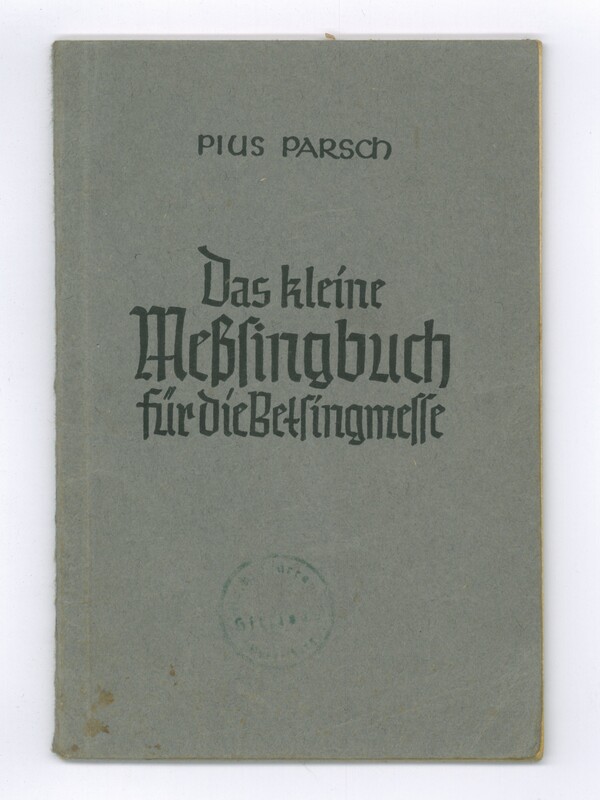 PIUS PARSCH
Das kleine
Meßsingbuch
für die Betsingmesse